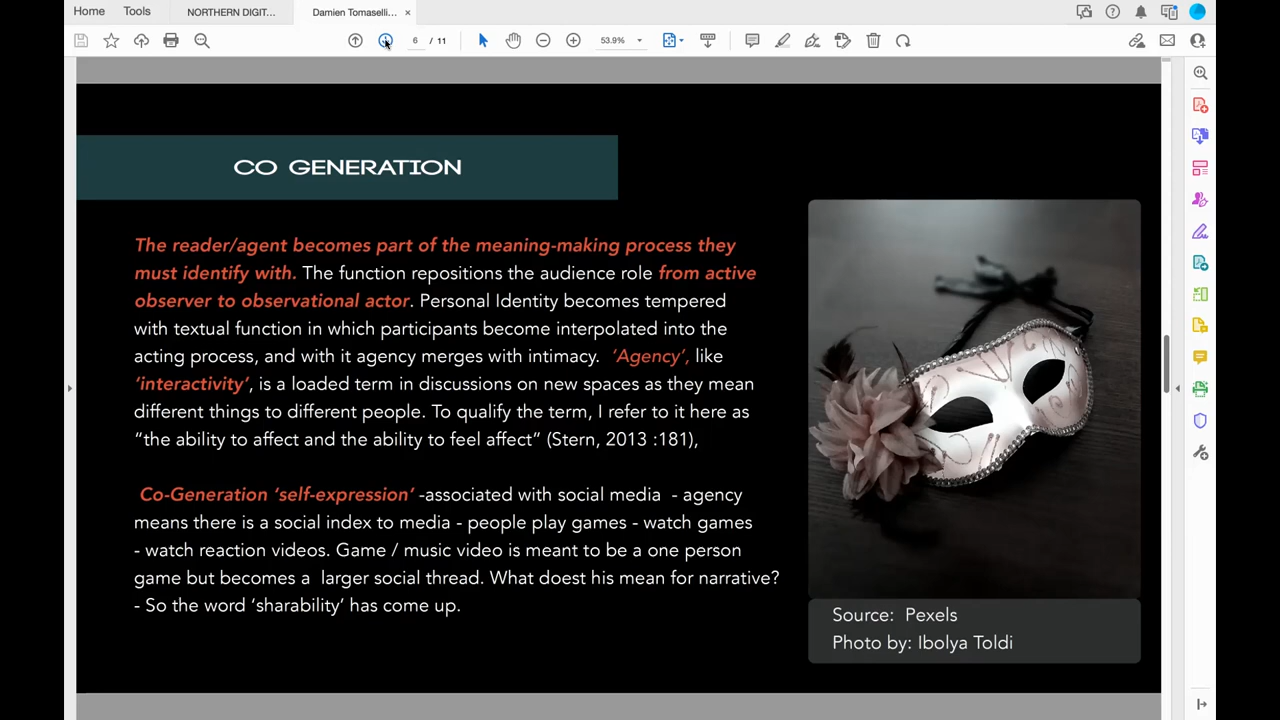 Home
Tools
NORTHERN DIGIT...
Damien Tomaselli...
6 / 11
53.9%
CO GENERATION
The reader/agent becomes part of the meaning-making process they
must identify with. The function repositions the audience role from active
observer to observational actor. Personal Identity becomes tempered
with textual function in which participants become interpolated into the
acting process, and with it agency merges with intimacy. 'Agency', like
'interactivity', is a loaded term in discussions on new spaces as they mean
different things to different people. To qualify the term, I refer to it here as
“the ability to affect and the ability to feel affect” (Stern, 2013 :181),
Co-Generation ‘self-expression’ -associated with social media - agency
means there is a social index to media - people play games - watch games
- watch reaction videos. Game / music video is meant to be a one person
game but becomes a larger social thread. What doest his mean for narrative?
- So the word ‘sharability’ has come up.
Source: Pexels
Photo by: Ibolya Toldi